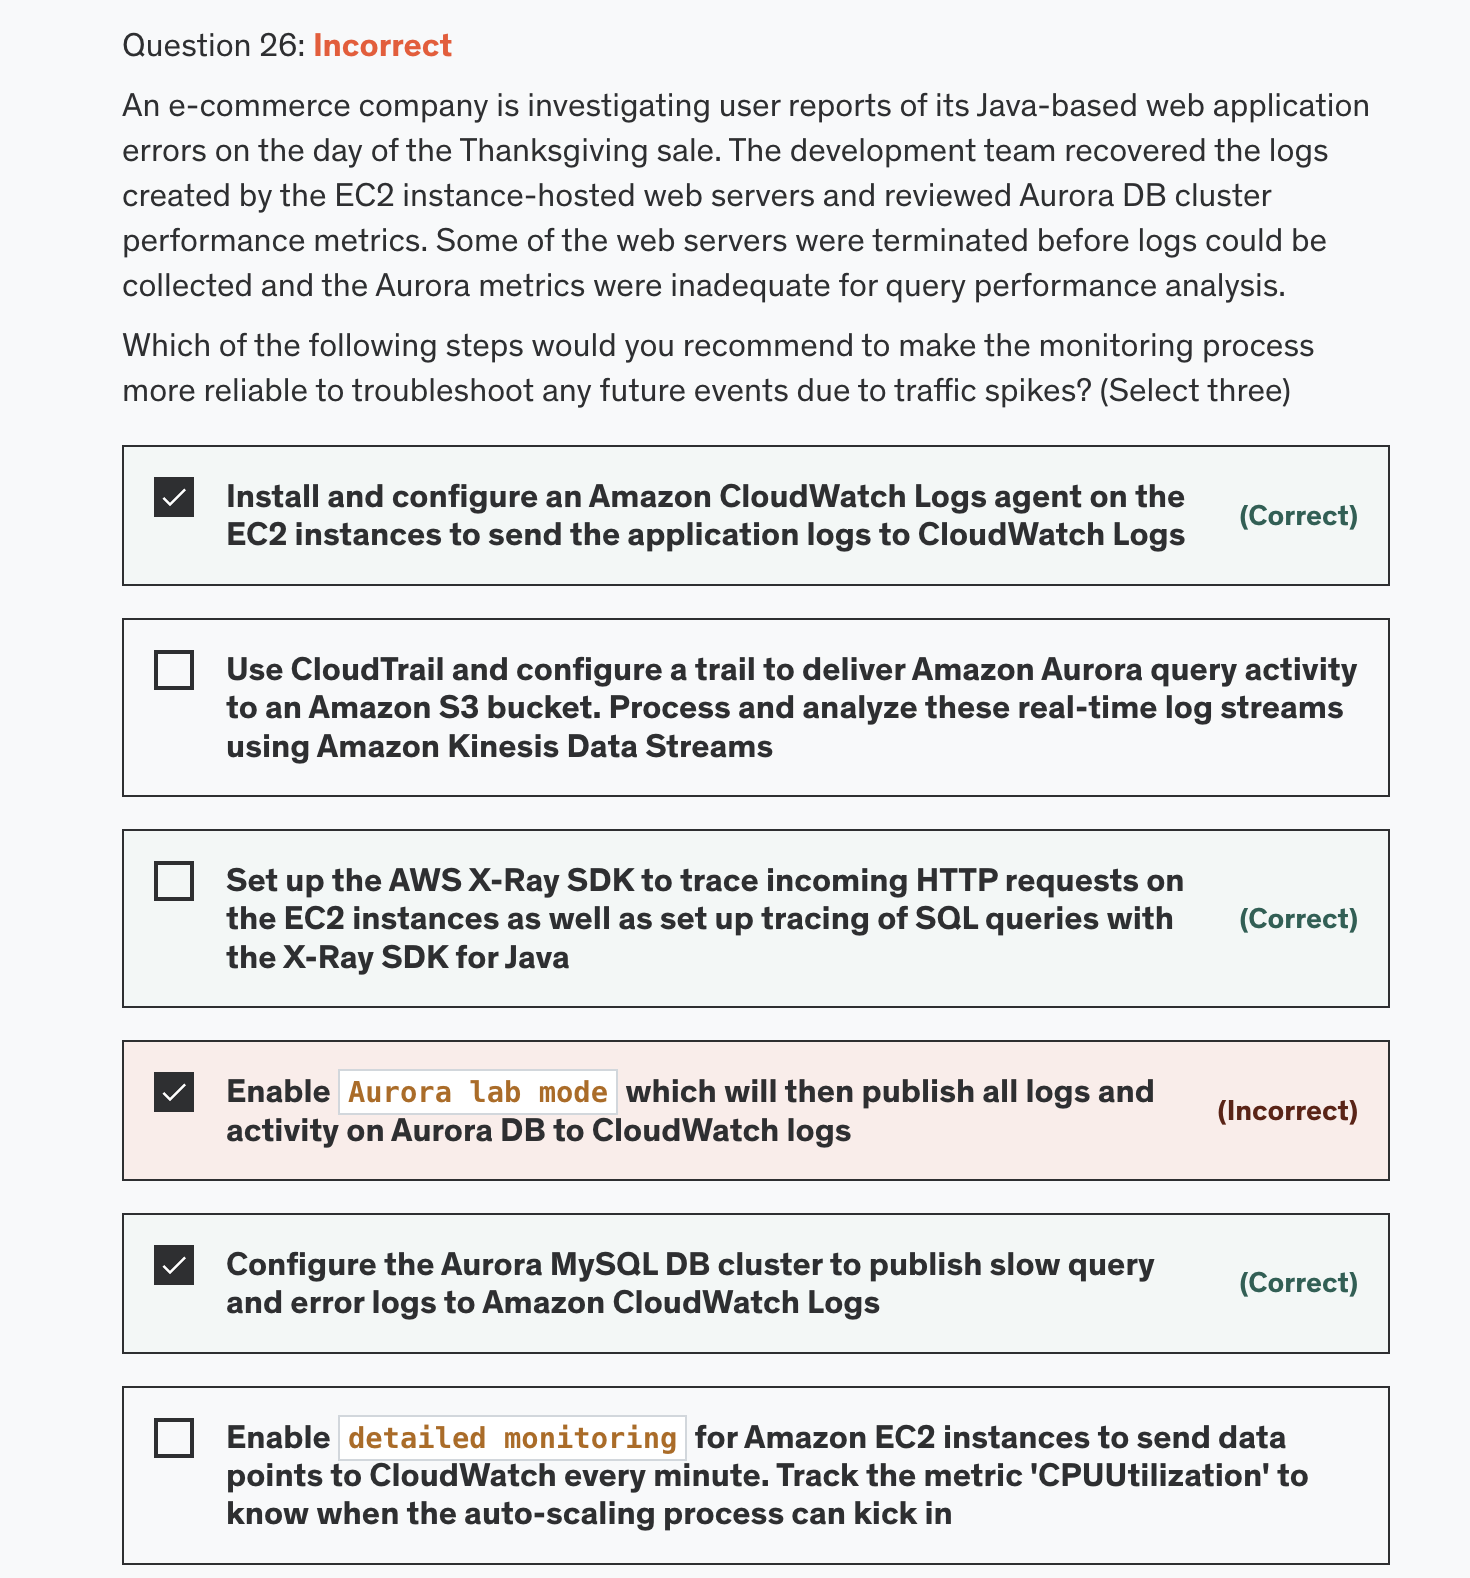 Question 26: Incorrect
An e-commerce company is investigating user reports of its Java-based web application
errors on the day of the Thanksgiving sale. The development team recovered the logs
created by the EC2 instance-hosted web servers and reviewed Aurora DB cluster
performance metrics. Some of the web servers were terminated before logs could be
collected and the Aurora metrics were inadequate for query performance analysis.
Which of the following steps would you recommend to make the monitoring process
more reliable to troubleshoot any future events due to traffic spikes? (Select three)
Install and configure an Amazon CloudWatch Logs agent on the
EC2 instances to send the application logs to CloudWatch Logs
(Correct)
Use CloudTrail and configure a trail to deliver Amazon Aurora query activity
to an Amazon S3 bucket. Process and analyze these real-time log streams
using Amazon Kinesis Data Streams
Set up the AWS X-Ray SDK to trace incoming HTTP requests on
the EC2 instances as well as set up tracing of SQL queries with
the X-Ray SDK for Java
(Correct)
Enable Aurora lab mode which will then publish all logs and
activity on Aurora DB to CloudWatch logs
(Incorrect)
Configure the Aurora MySQL DB cluster to publish slow query
and error logs to Amazon CloudWatch Logs
(Correct)
Enable detailed monitoring for Amazon EC2 instances to send data
points to CloudWatch every minute. Track the metric 'CPUUtilization' to
know when the auto-scaling process can kick in